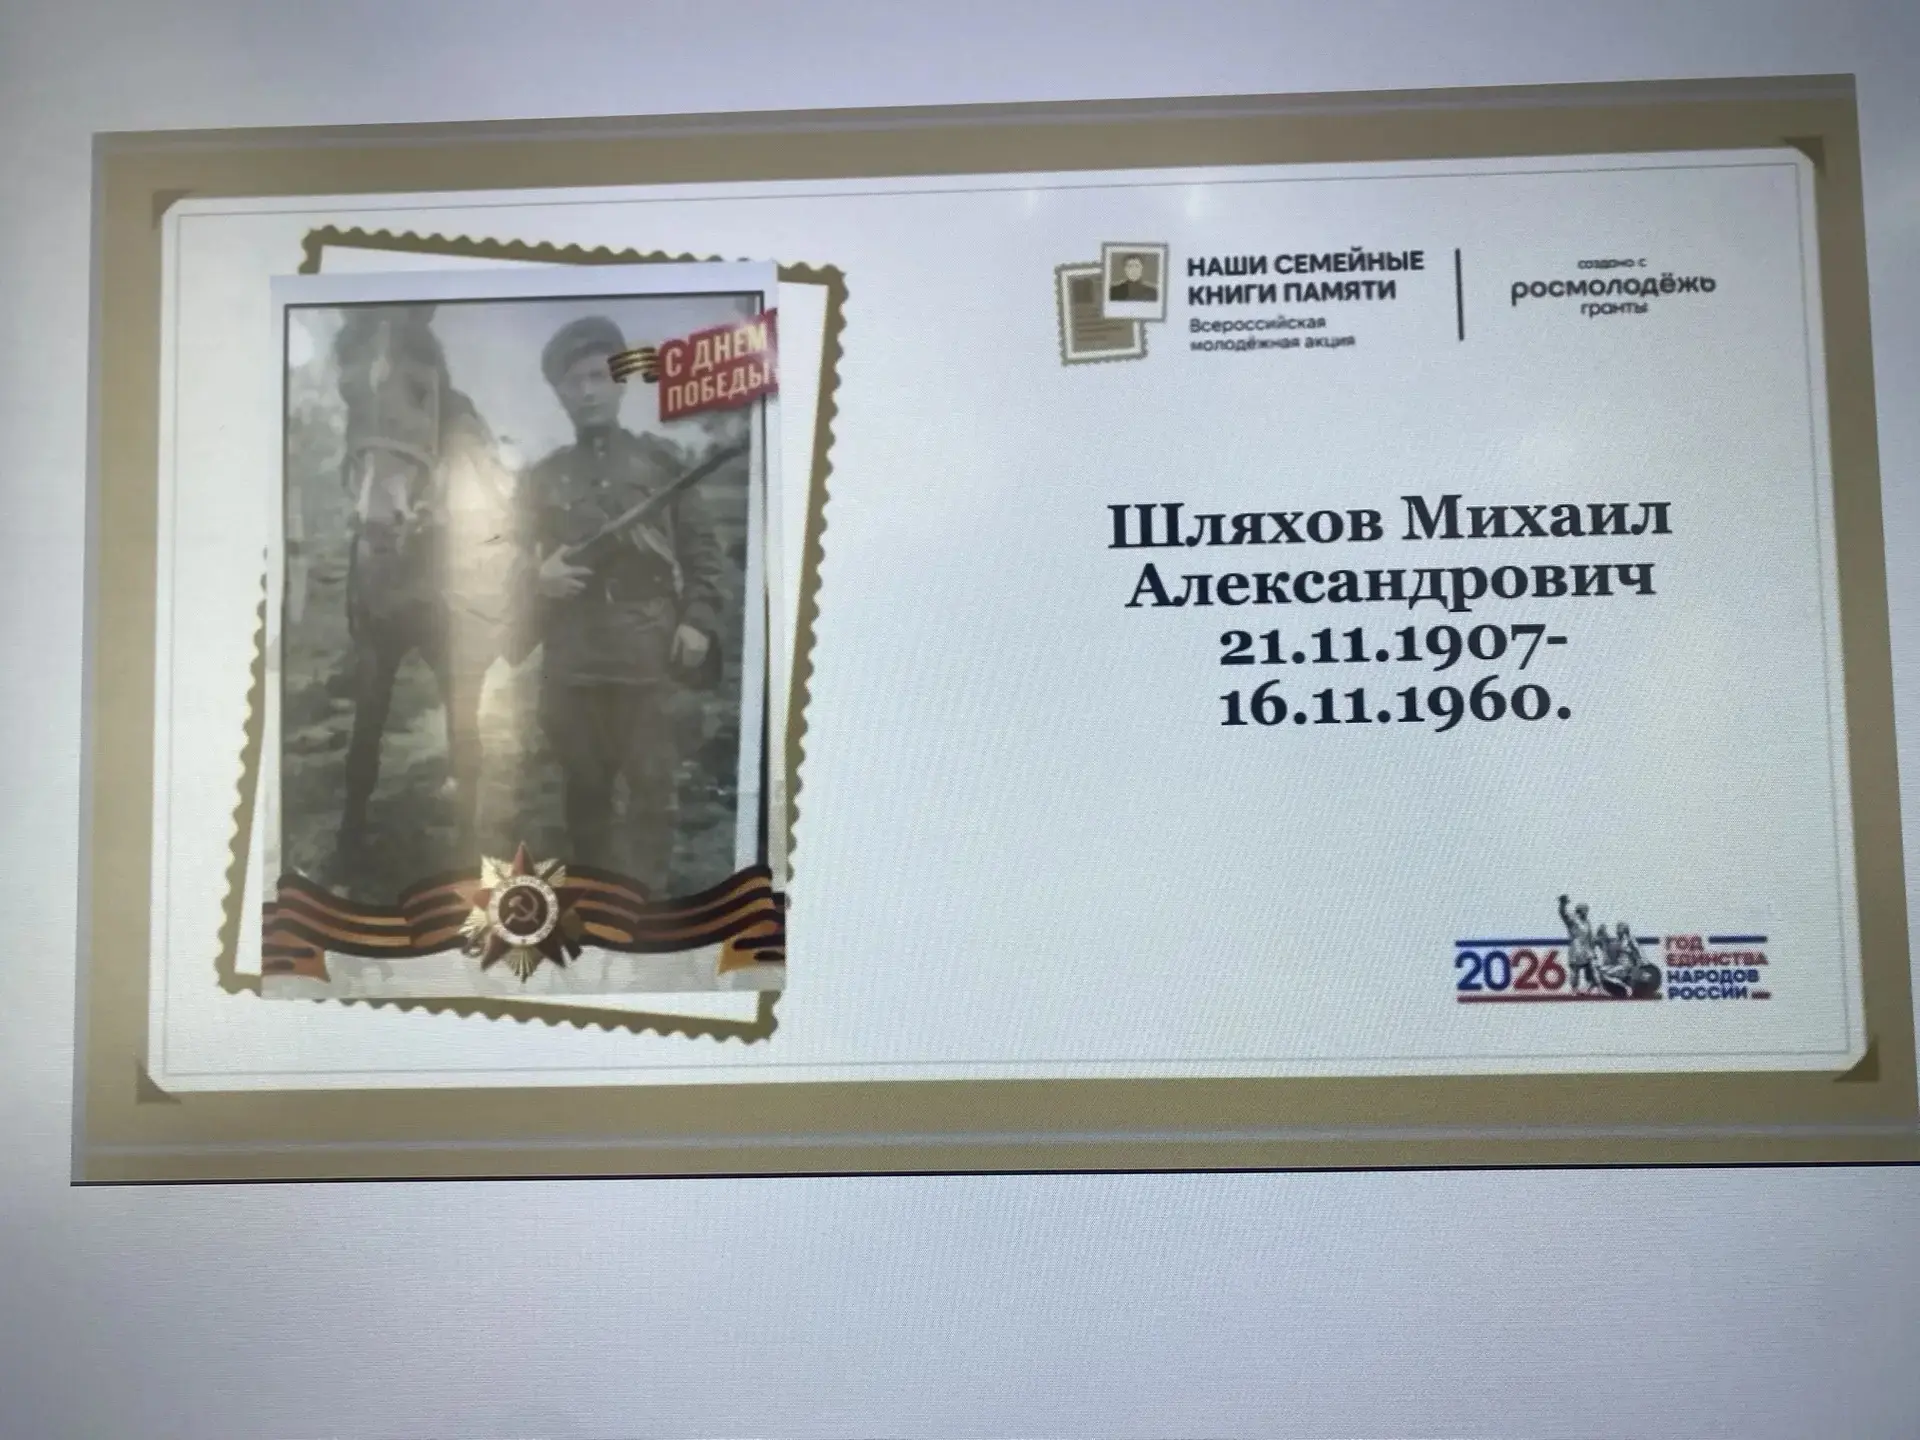 С ДНЕМ
ПОБЕДЫ
НАШИ СЕМЕЙНЫЕ
КНИГИ ПАМЯТИ
Всероссийская
молодёжная акция
создано с
росмолодёжь
гранты
Шляхов Михаил
Александрович
21.11.1907-
16.11.1960.
2026
ГОД
ЕДИНСТВА
НАРОДОВ
РОССИИ